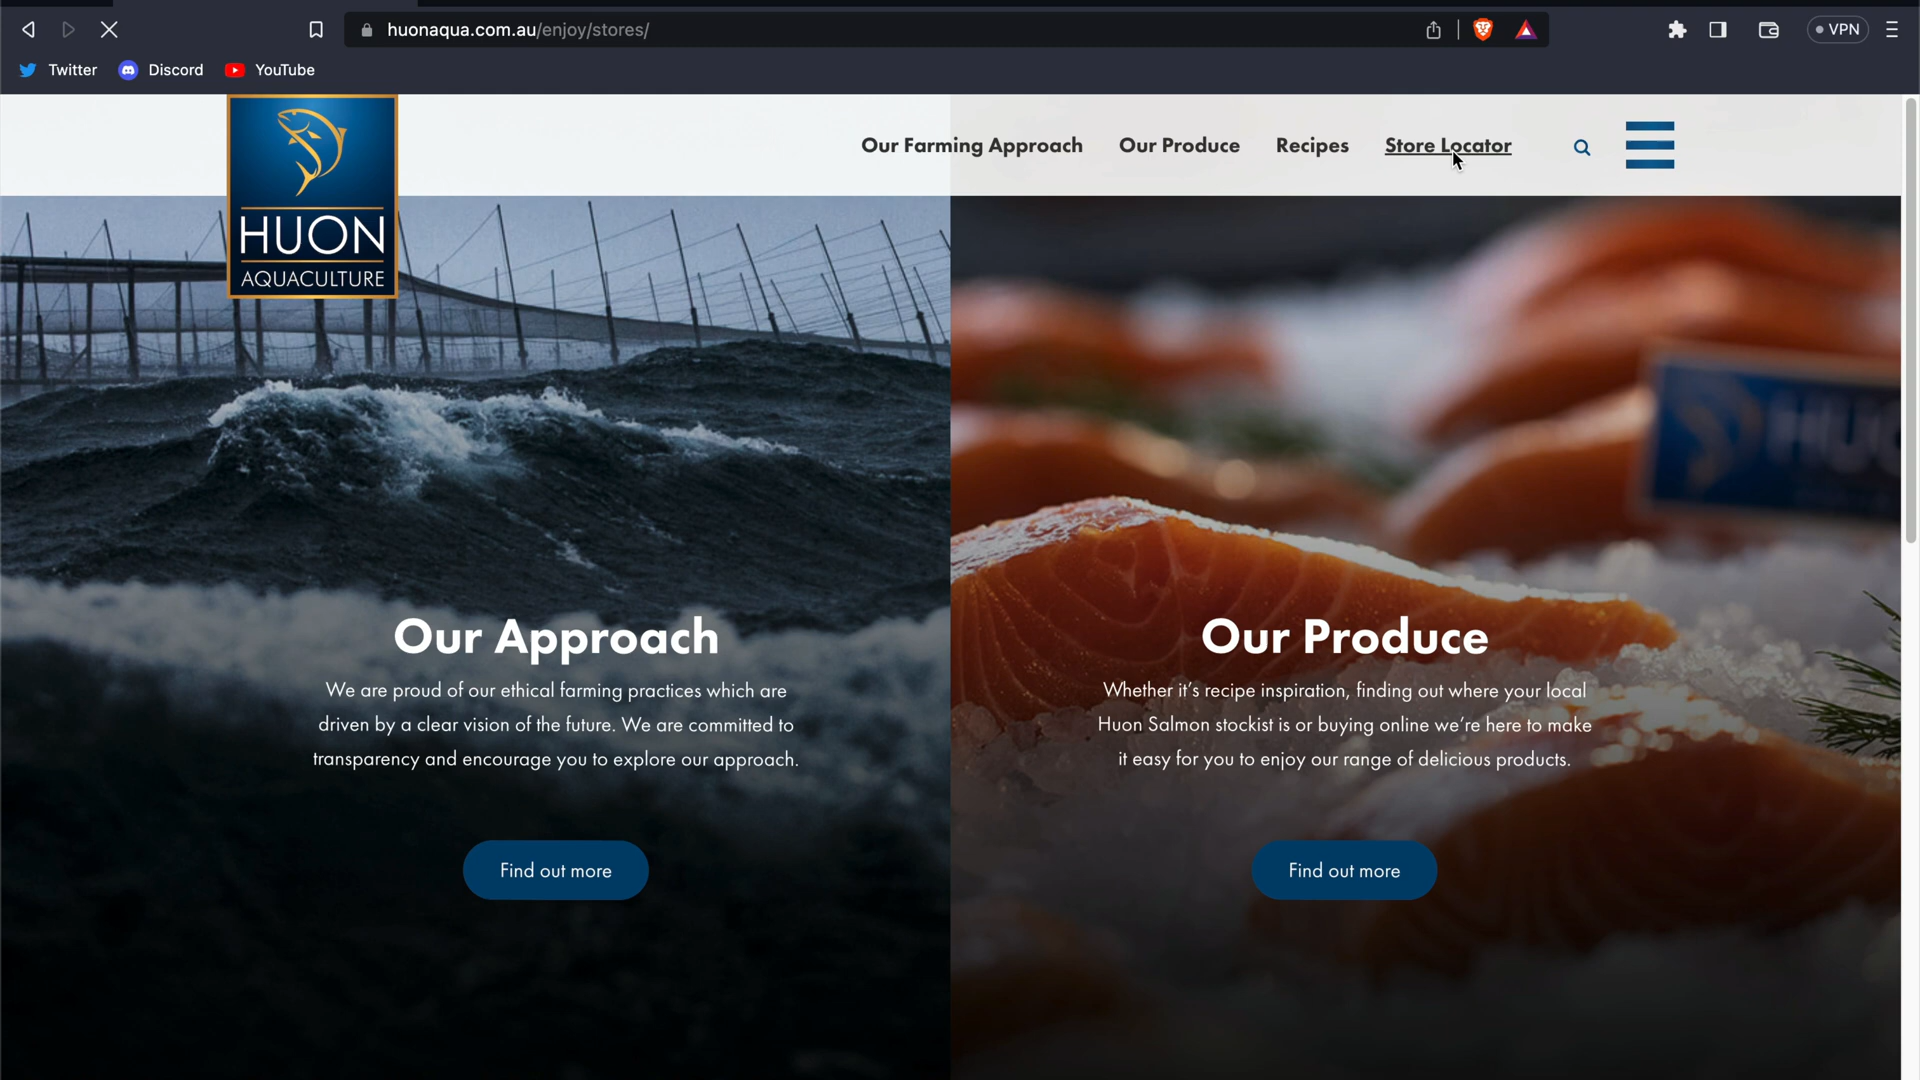 huonaqua.com.au/enjoy/stores/
VPN
Twitter
Discord
YouTube
HUON
AQUACULTURE
Our Farming Approach
Our Produce
Recipes
Store Locator
Our Approach
We are proud of our ethical farming practices which are
driven by a clear vision of the future. We are committed to
transparency and encourage you to explore our approach.
Find out more
Our Produce
Whether it's recipe inspiration, finding out where your local
Huon Salmon stockist is or buying online we're here to make
it easy for you to enjoy our range of delicious products.
Find out more